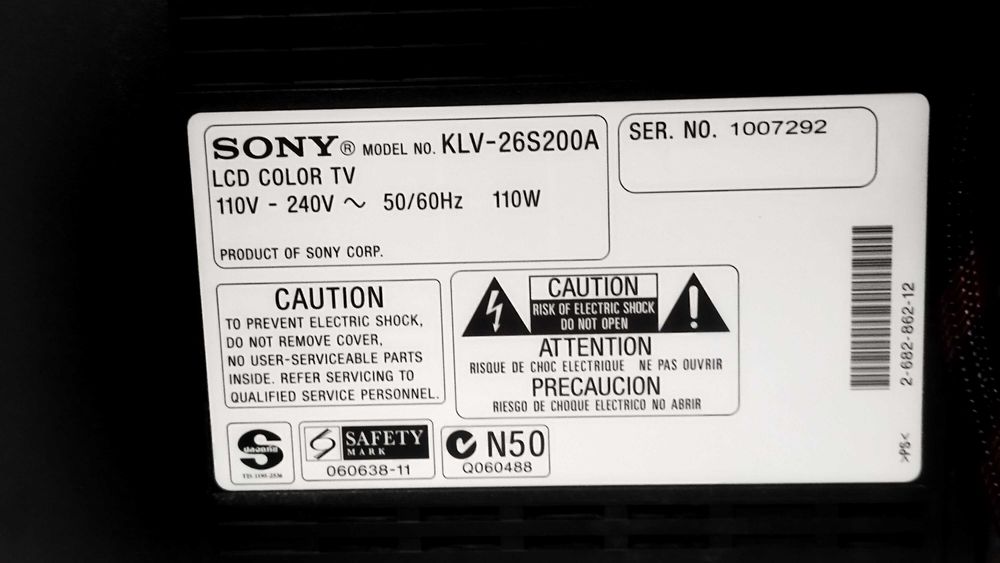 SONY® MODEL NO. KLV-26S200A
LCD COLOR TV
110V - 240V ~ 50/60Hz 110W
PRODUCT OF SONY CORP.
SER. NO. 1007292
CAUTION
TO PREVENT ELECTRIC SHOCK,
DO NOT REMOVE COVER,
NO USER-SERVICEABLE PARTS
INSIDE. REFER SERVICING TO
QUALIFIED SERVICE PERSONNEL.
CAUTION
RISK OF ELECTRIC SHOCK
DO NOT OPEN
ATTENTION
RISQUE DE CHOC ELECTRIQUE NE PAS OUVRIR
PRECAUCION
RIESGO DE CHOQUE ELECTRICO NO ABRIR
2-682-862-12
>PS<
SAFETY
MARK
060638-11
N50
Q060488